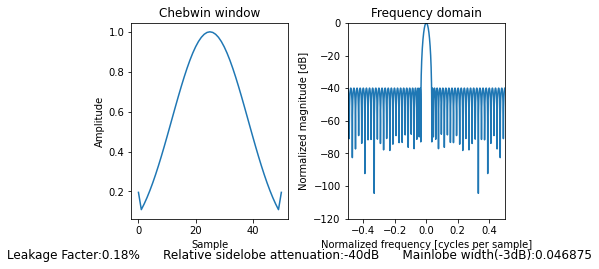 Chebwin window
Frequency domain
Amplitude
1.0
0.8
0.6
0.4
0.2
0
20
40
Sample
Normalized magnitude [dB]
0
−20
−40
−60
−80
−100
−120
−0.4
−0.2
0.0
0.2
0.4
Normalized frequency [cycles per sample]
Leakage Facter:0.18% Relative sidelobe attenuation:-40dB Mainlobe width(-3dB):0.046875